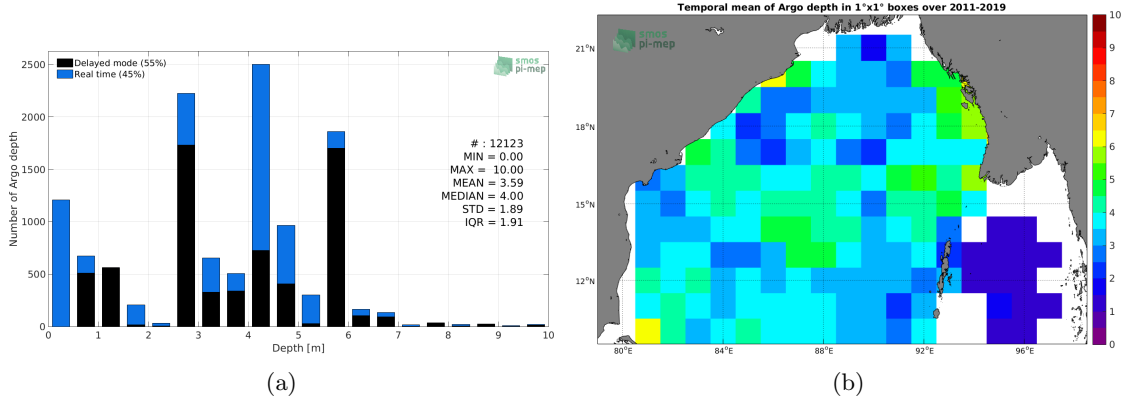 Temporal mean of Argo depth in 1°x1° boxes over 2011-2019
Delayed mode (55%)
Real time (45%)
smos
pi-mep
# : 12123
MIN = 0.00
MAX = 10.00
MEAN = 3.59
MEDIAN = 4.00
STD = 1.89
IQR = 1.91
Number of Argo depth
2500
2000
1500
1000
500
0
0 1 2 3 4 5 6 7 8 9 10
Depth [m]
(a)
smos
pi-mep
21°N
18°N
15°N
12°N
80°E 84°E 88°E 92°E 96°E
10
9
8
7
6
5
4
3
2
1
0
(b)